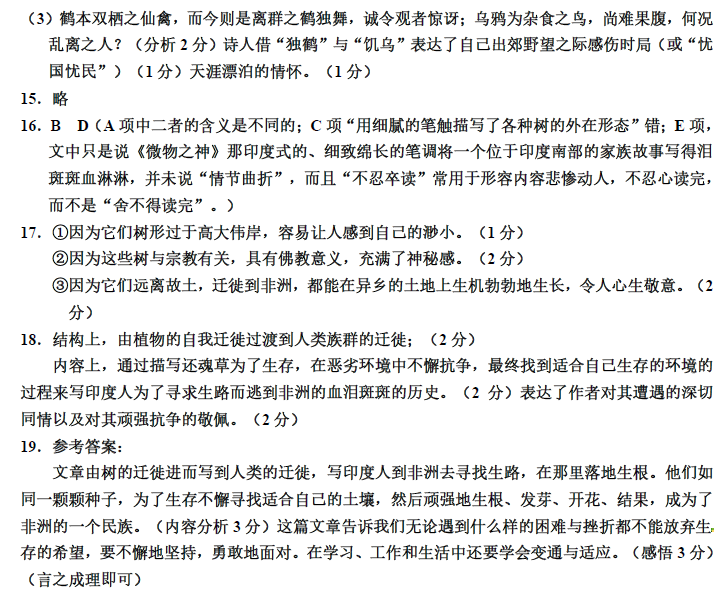 （3）鹤本双栖之仙禽，而今则是离群之鹤独舞，诚令观者惊讶；乌鸦为杂食之鸟，尚难果腹，何况
乱离之人？（分析 2 分）诗人借“独鹤”与“饥乌”表达了自己出郊野望之际感伤时局（或“忧
国忧民”）（1 分）天涯漂泊的情怀。（1 分）
15．略
16．B　D（A 项中二者的含义是不同的；C 项“用细腻的笔触描写了各种树的外在形态”错；E 项，
文中只是说《微物之神》那印度式的、细致绵长的笔调将一个位于印度南部的家族故事写得泪
斑斑血淋淋，并未说“情节曲折”，而且“不忍卒读”常用于形容内容悲惨动人，不忍心读完，
而不是“舍不得读完”。）
17．①因为它们树形过于高大伟岸，容易让人感到自己的渺小。（1 分）
②因为这些树与宗教有关，具有佛教意义，充满了神秘感。（2 分）
③因为它们远离故土，迁徙到非洲，都能在异乡的土地上生机勃勃地生长，令人心生敬意。（2
分）
18．结构上，由植物的自我迁徙过渡到人类族群的迁徙；（2 分）
内容上，通过描写还魂草为了生存，在恶劣环境中不懈抗争，最终找到适合自己生存的环境的
过程来写印度人为了寻求生路而逃到非洲的血泪斑斑的历史。（2 分）表达了作者对其遭遇的深切
同情以及对其顽强抗争的敬佩。（2 分）
19．参考答案：
文章由树的迁徙进而写到人类的迁徙，写印度人到非洲去寻找生路，在那里落地生根。他们如
同一颗颗种子，为了生存不懈寻找适合自己的土壤，然后顽强地生根、发芽、开花、结果，成为了
非洲的一个民族。（内容分析 3 分）这篇文章告诉我们无论遇到什么样的困难与挫折都不能放弃生
存的希望，要不懈地坚持，勇敢地面对。在学习、工作和生活中还要学会变通与适应。（感悟 3 分）
（言之成理即可）